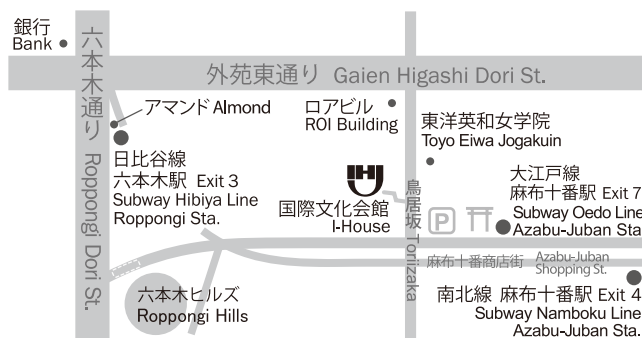 銀行
Bank
六本木通り Roppongi Dori St.
外苑東通り Gaien Higashi Dori St.
アマンド Almond
ロアビル
ROI Building
東洋英和女学院
Toyo Eiwa Jogakuin
日比谷線
六本木駅 Exit 3
Subway Hibiya Line
Roppongi Sta.
IHJ
国際文化会館
I-House
鳥居坂 Toriizaka
P
大江戸線
麻布十番駅 Exit 7
Subway Oedo Line
Azabu-Juban Sta
麻布十番商店街 Azabu-Juban
Shopping St.
六本木ヒルズ
Roppongi Hills
南北線 麻布十番駅 Exit 4
Subway Namboku Line
Azabu-Juban Sta.